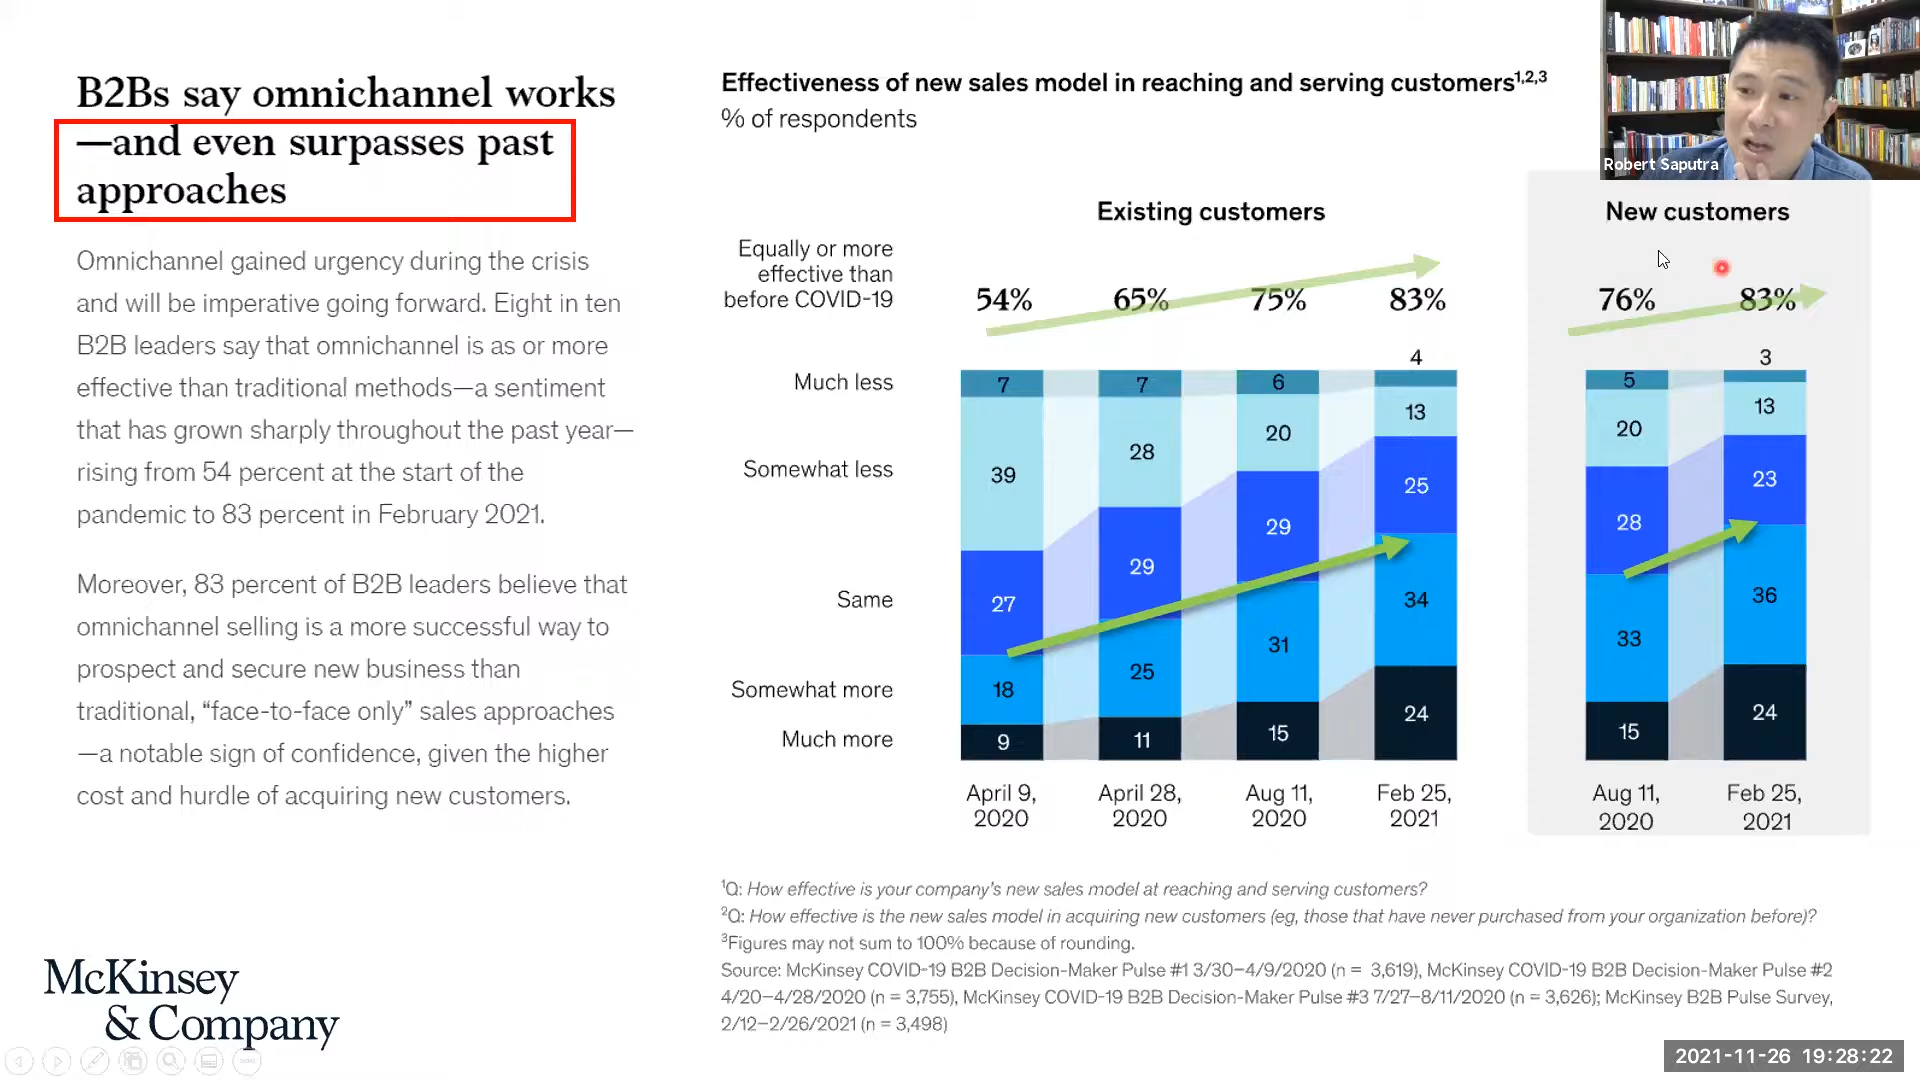 B2Bs say omnichannel works
—and even surpasses past
approaches
Omnichannel gained urgency during the crisis
and will be imperative going forward. Eight in ten
B2B leaders say that omnichannel is as or more
effective than traditional methods—a sentiment
that has grown sharply throughout the past year—
rising from 54 percent at the start of the
pandemic to 83 percent in February 2021.
Moreover, 83 percent of B2B leaders believe that
omnichannel selling is a more successful way to
prospect and secure new business than
traditional, “face-to-face only” sales approaches
—a notable sign of confidence, given the higher
cost and hurdle of acquiring new customers.
McKinsey
& Company
Effectiveness of new sales model in reaching and serving customers1,2,3
% of respondents
Robert Saputra
Existing customers
New customers
Equally or more
effective than
before COVID-19
54% 65% 75% 83% 76% 83%
4 3
Much less
7 7 6 5
13 13
20 20
28
Somewhat less
39
25 23
29 28
29
Same
27
34 36
31 33
25
Somewhat more
18
24 24
15 15
Much more
9 11
April 9, April 28, Aug 11, Feb 25, Aug 11, Feb 25,
2020 2020 2020 2021 2020 2021
1Q: How effective is your company's new sales model at reaching and serving customers?
2Q: How effective is the new sales model in acquiring new customers (eg, those that have never purchased from your organization before)?
3Figures may not sum to 100% because of rounding.
Source: McKinsey COVID-19 B2B Decision-Maker Pulse #1 3/30–4/9/2020 (n = 3,619), McKinsey COVID-19 B2B Decision-Maker Pulse #2
4/20–4/28/2020 (n = 3,755), McKinsey COVID-19 B2B Decision-Maker Pulse #3 7/27–8/11/2020 (n = 3,626); McKinsey B2B Pulse Survey,
2/12–2/26/2021 (n = 3,498)
2021-11-26 19:28:22